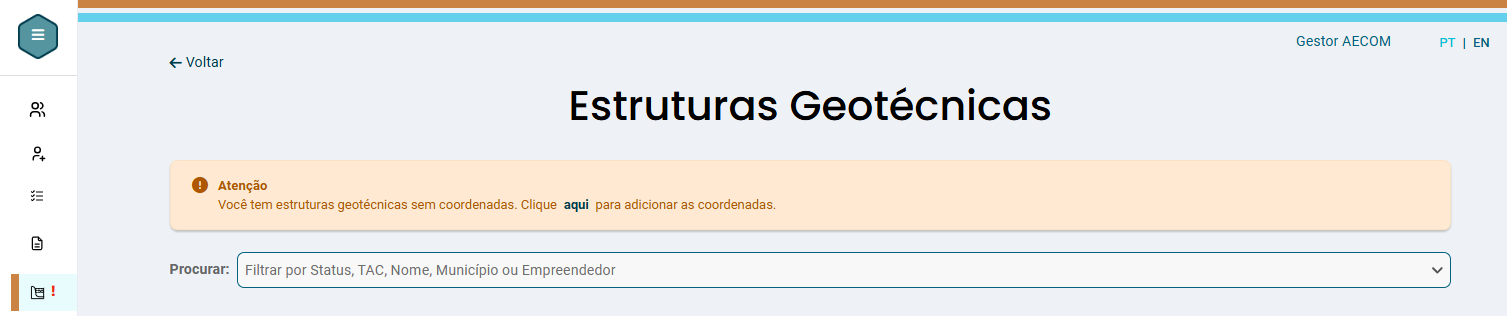 Gestor AECOM
PT | EN
Voltar
Estruturas Geotécnicas
Atenção
Você tem estruturas geotécnicas sem coordenadas. Clique aqui para adicionar as coordenadas.
Procurar: Filtrar por Status, TAC, Nome, Município ou Empreendedor
!